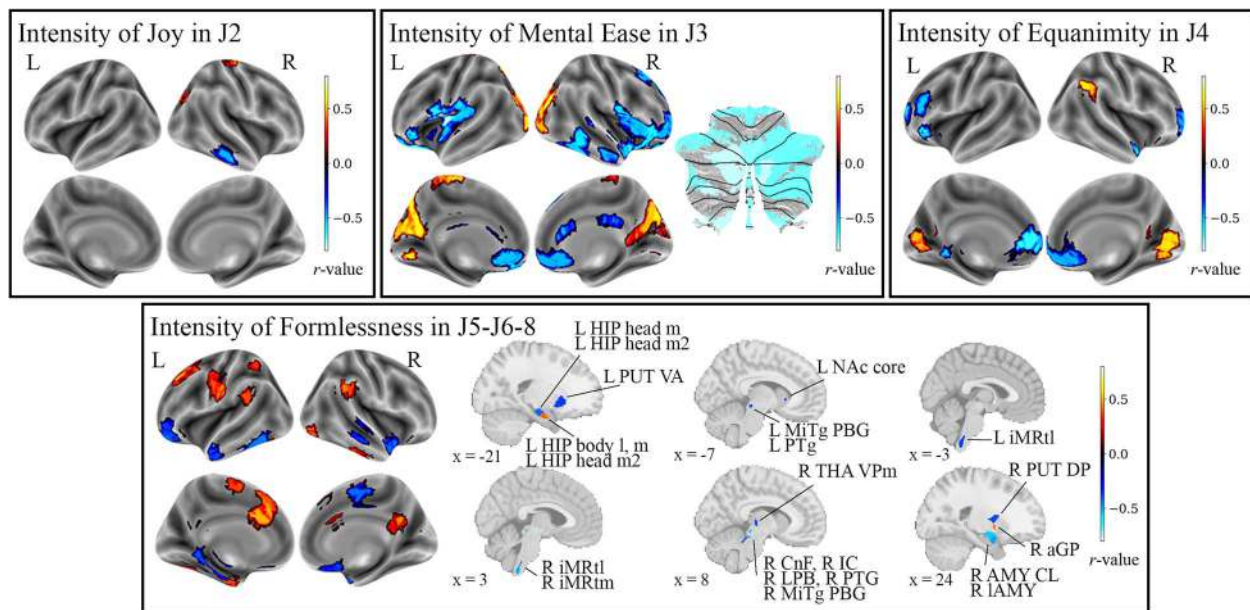 Intensity of Joy in J2
L
R
0.5
0.0
−0.5
r-value
Intensity of Mental Ease in J3
L
R
0.5
0.0
−0.5
r-value
Intensity of Equanimity in J4
L
R
0.5
0.0
−0.5
r-value
Intensity of Formlessness in J5-J6-8
L
R
L HIP head m
L HIP head m2
L PUT VA
L HIP body l, m
L HIP head m2
x = -21
L NAc core
L MiTg PBG
L PTg
x = -7
L iMRtl
x = -3
R iMRtl
R iMRtm
x = 3
R THA VPm
R CnF, R IC
R LPB, R PTG
R MiTg PBG
x = 8
R PUT DP
R aGP
R AMY CL
R lAMY
x = 24
0.5
0.0
−0.5
r-value